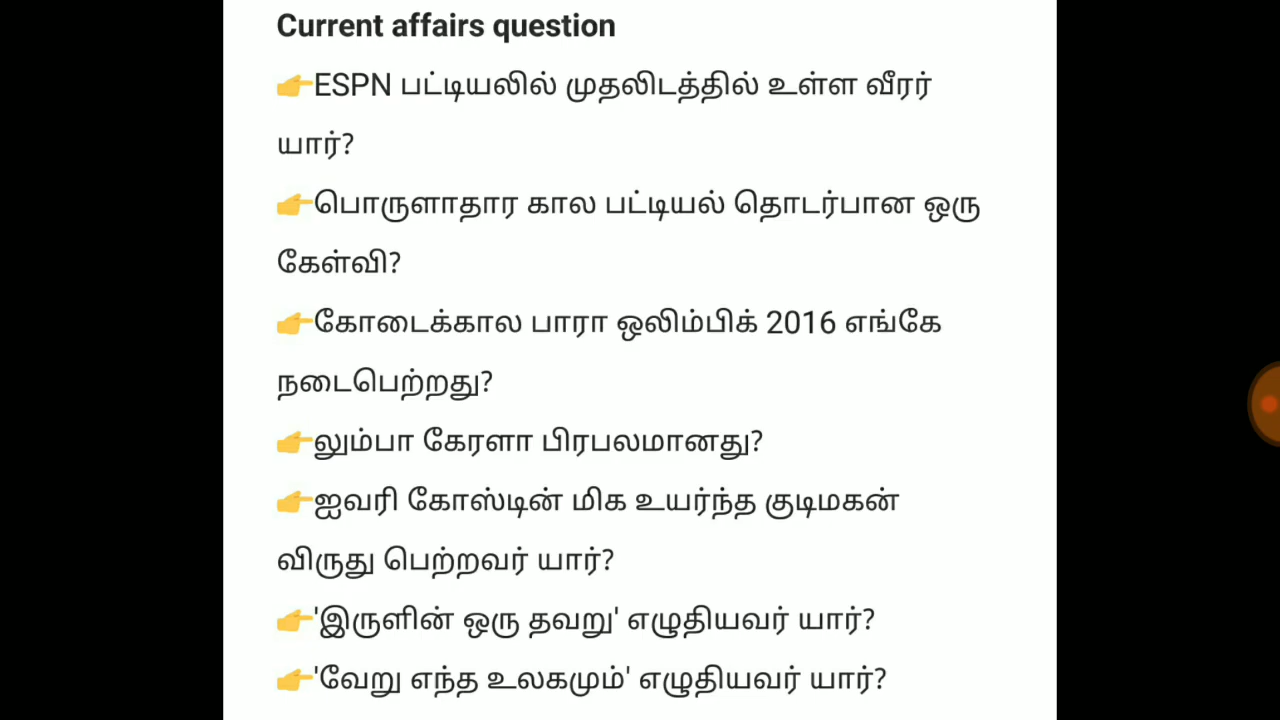 Current affairs question
👉ESPN பட்டியலில் முதலிடத்தில் உள்ள வீரர்
யார்?
👉பொருளாதார கால பட்டியல் தொடர்பான ஒரு
கேள்வி?
👉கோடைக்கால பாரா ஒலிம்பிக் 2016 எங்கே
நடைபெற்றது?
👉லும்பா கேரளா பிரபலமானது?
👉ஐவரி கோஸ்டின் மிக உயர்ந்த குடிமகன்
விருது பெற்றவர் யார்?
👉'இருளின் ஒரு தவறு' எழுதியவர் யார்?
👉'வேறு எந்த உலகமும்' எழுதியவர் யார்?